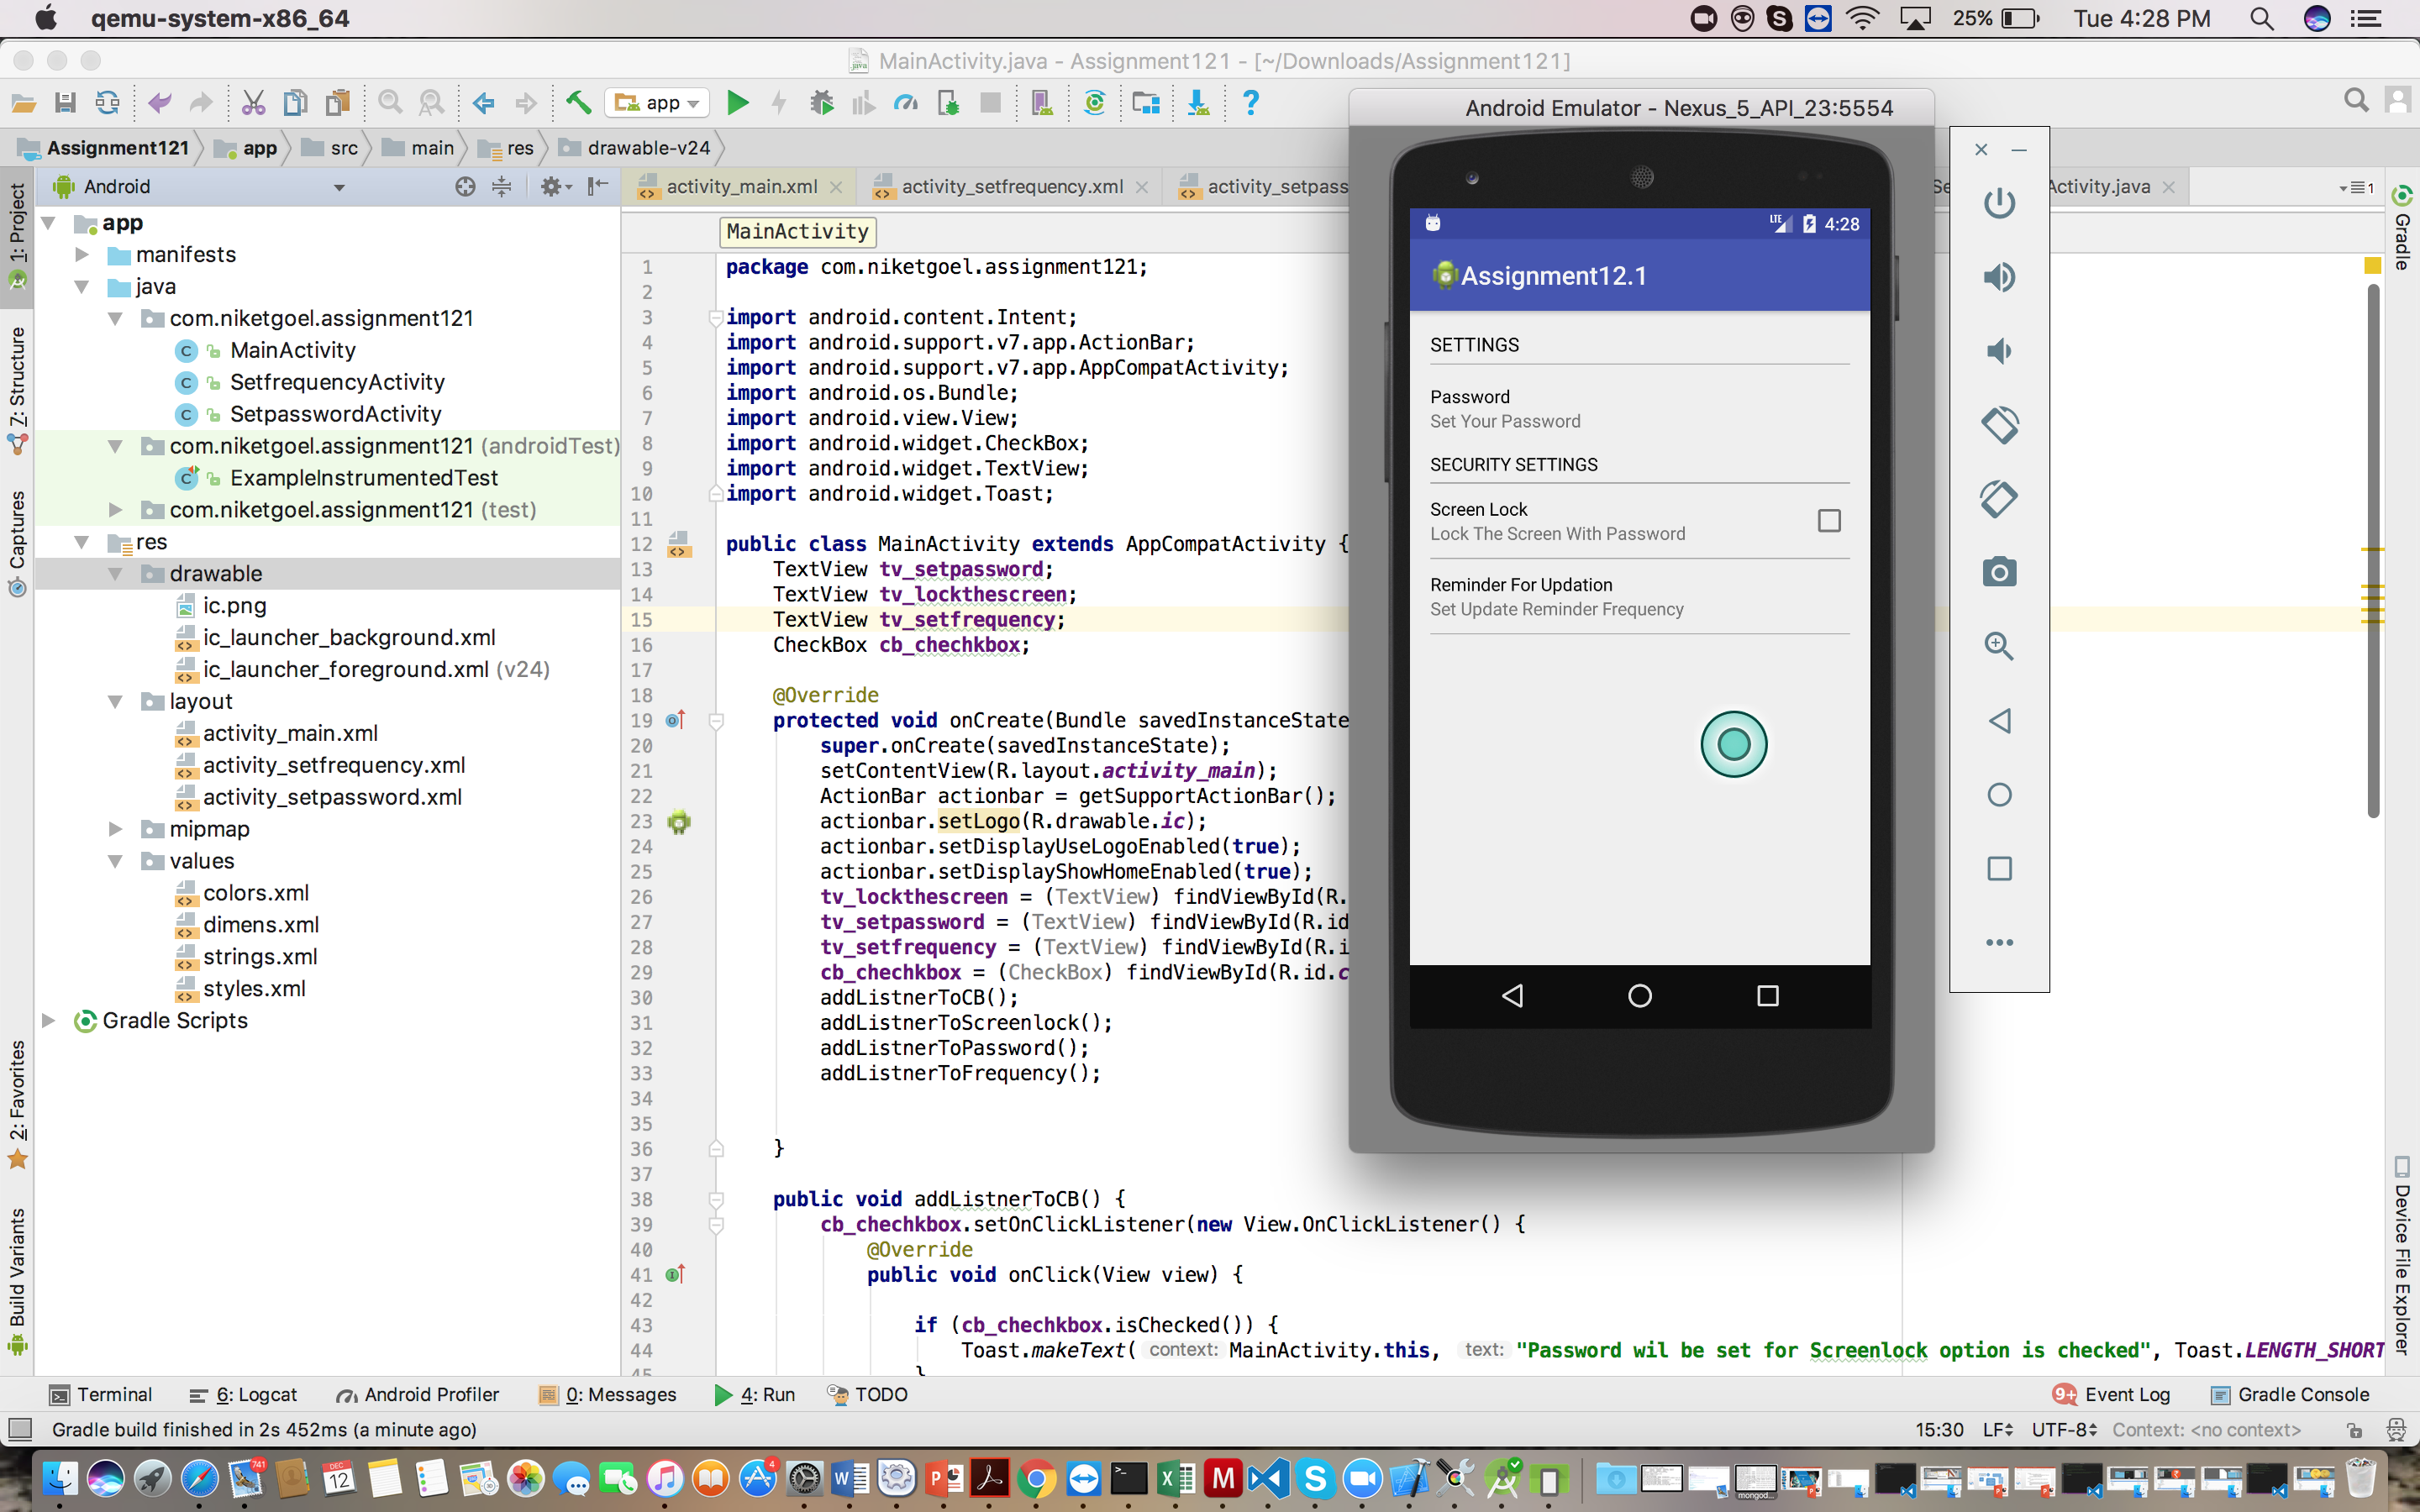 qemu-system-x86_64
25%
Tue 4:28 PM
MainActivity.java - Assignment121 - [~/Downloads/Assignment121]
app
Assignment121
app
src
main
res
drawable-v24
Android
activity_main.xml
activity_setfrequency.xml
activity_setpass
Se
Activity.java
1
1: Project
7: Structure
Captures
2: Favorites
Build Variants
app
manifests
java
com.niketgoel.assignment121
MainActivity
SetfrequencyActivity
SetpasswordActivity
com.niketgoel.assignment121 (androidTest)
ExampleInstrumentedTest
com.niketgoel.assignment121 (test)
res
drawable
ic.png
ic_launcher_background.xml
ic_launcher_foreground.xml (v24)
layout
activity_main.xml
activity_setfrequency.xml
activity_setpassword.xml
mipmap
values
colors.xml
dimens.xml
strings.xml
styles.xml
Gradle Scripts
MainActivity
1 package com.niketgoel.assignment121;
2
3 import android.content.Intent;
4 import android.support.v7.app.ActionBar;
5 import android.support.v7.app.AppCompatActivity;
6 import android.os.Bundle;
7 import android.view.View;
8 import android.widget.CheckBox;
9 import android.widget.TextView;
10 import android.widget.Toast;
11
12 public class MainActivity extends AppCompatActivity {
13 TextView tv_setpassword;
14 TextView tv_lockthescreen;
15 TextView tv_setfrequency;
16 CheckBox cb_chechkbox;
17
18 @Override
19 protected void onCreate(Bundle savedInstanceState
20 super.onCreate(savedInstanceState);
21 setContentView(R.layout.activity_main);
22 ActionBar actionbar = getSupportActionBar();
23 actionbar.setLogo(R.drawable.ic);
24 actionbar.setDisplayUseLogoEnabled(true);
25 actionbar.setDisplayShowHomeEnabled(true);
26 tv_lockthescreen = (TextView) findViewById(R.
27 tv_setpassword = (TextView) findViewById(R.id
28 tv_setfrequency = (TextView) findViewById(R.i
29 cb_chechkbox = (CheckBox) findViewById(R.id.c
30 addListnerToCB();
31 addListnerToScreenlock();
32 addListnerToPassword();
33 addListnerToFrequency();
34
35
36 }
37
38 public void addListnerToCB() {
39 cb_chechkbox.setOnClickListener(new View.OnClickListener() {
40 @Override
41 public void onClick(View view) {
42
43 if (cb_chechkbox.isChecked()) {
44 Toast.makeText( context: MainActivity.this, text: "Password wil be set for Screenlock option is checked", Toast.LENGTH_SHORT
45 }
Android Emulator - Nexus_5_API_23:5554
LTE
4:28
Assignment12.1
SETTINGS
Password
Set Your Password
SECURITY SETTINGS
Screen Lock
Lock The Screen With Password
Reminder For Updation
Set Update Reminder Frequency
Gradle
Device File Explorer
Terminal
6: Logcat
Android Profiler
0: Messages
4: Run
TODO
9+
Event Log
Gradle Console
Gradle build finished in 2s 452ms (a minute ago)
15:30
LF
UTF-8
Context: <no context>
741
DEC
12
4
mongod...